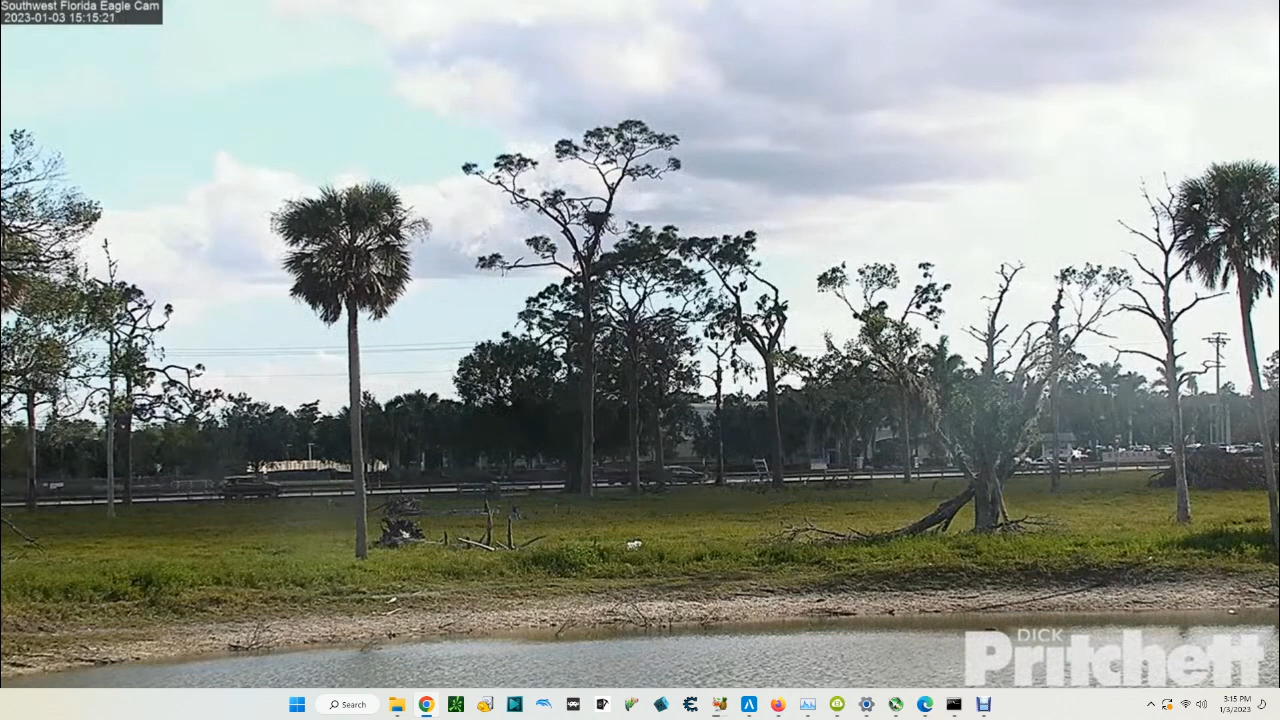 Southwest Florida Eagle Cam
2023-01-03 15:15:21
DICK
Pritchett
Search
3:15 PM
1/3/2023